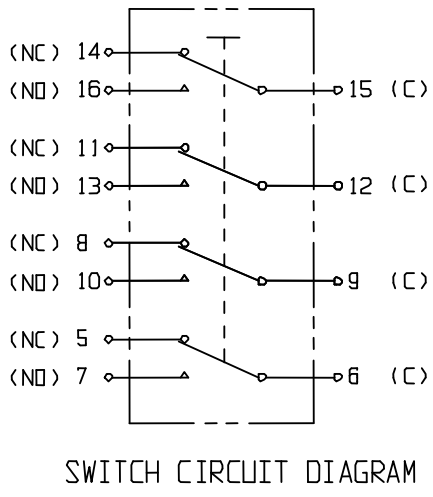 (NC) 14
(NO) 16 15 (C)
(NC) 11
(NO) 13 12 (C)
(NC) 8
(NO) 10 9 (C)
(NC) 5
(NO) 7 6 (C)
SWITCH CIRCUIT DIAGRAM